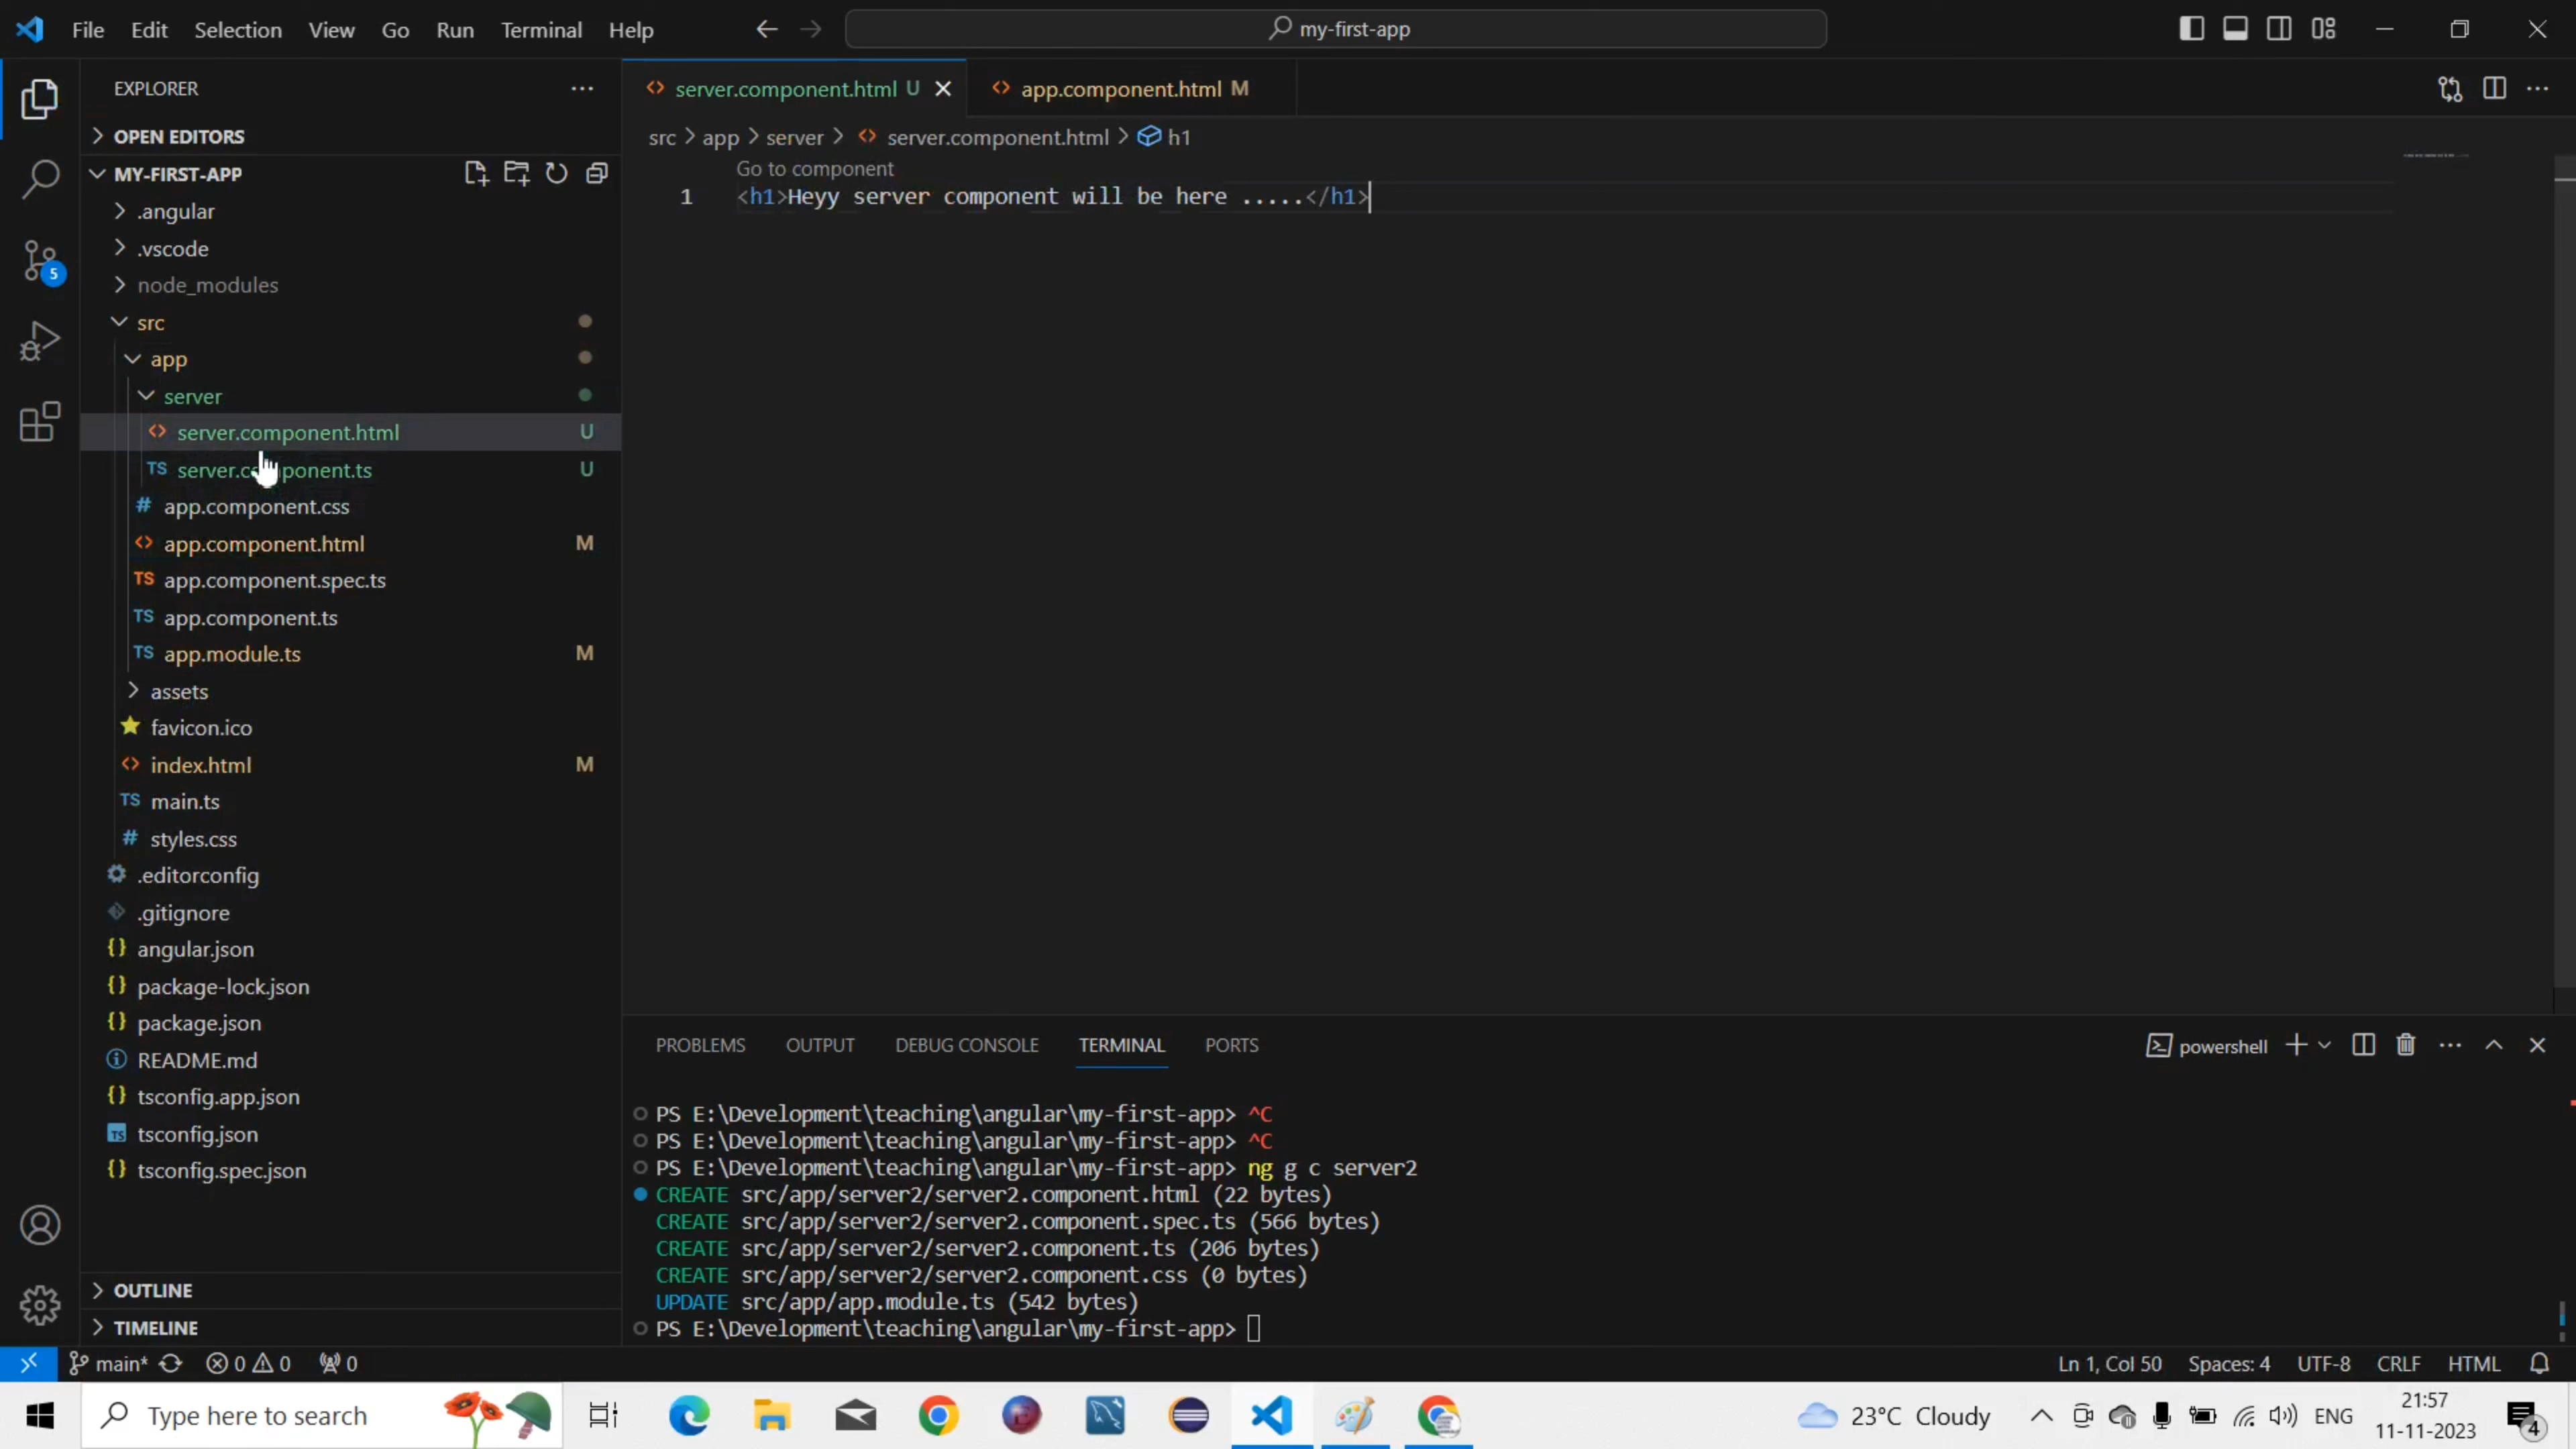 File Edit Selection View Go Run Terminal Help
my-first-app
EXPLORER
OPEN EDITORS
MY-FIRST-APP
.angular
.vscode
node_modules
src
app
server
server.component.html U
server.component.ts U
app.component.css
app.component.html M
app.component.spec.ts
app.component.ts
app.module.ts M
assets
favicon.ico
index.html M
main.ts
styles.css
.editorconfig
.gitignore
angular.json
package-lock.json
package.json
README.md
tsconfig.app.json
tsconfig.json
tsconfig.spec.json
OUTLINE
TIMELINE
5
server.component.html U
app.component.html M
src > app > server > server.component.html > h1
Go to component
1 <h1>Heyy server component will be here .....</h1>
PROBLEMS OUTPUT DEBUG CONSOLE TERMINAL PORTS
powershell
PS E:\Development\teaching\angular\my-first-app> ^C
PS E:\Development\teaching\angular\my-first-app> ^C
PS E:\Development\teaching\angular\my-first-app> ng g c server2
CREATE src/app/server2/server2.component.html (22 bytes)
CREATE src/app/server2/server2.component.spec.ts (566 bytes)
CREATE src/app/server2/server2.component.ts (206 bytes)
CREATE src/app/server2/server2.component.css (0 bytes)
UPDATE src/app/app.module.ts (542 bytes)
PS E:\Development\teaching\angular\my-first-app>
main* 0 0 0
Ln 1, Col 50 Spaces: 4 UTF-8 CRLF HTML
Type here to search
23°C Cloudy
ENG
21:57
11-11-2023
4